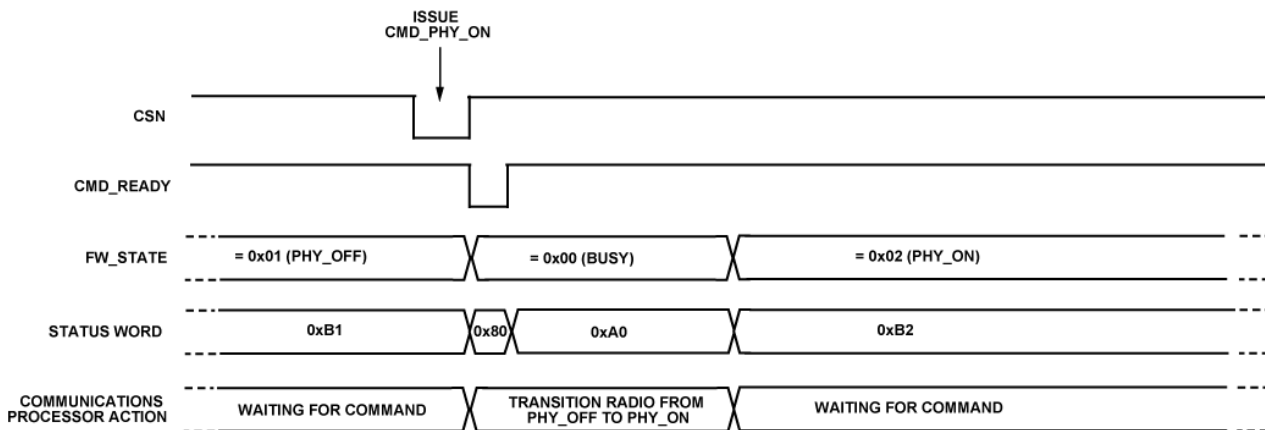 ISSUE
CMD_PHY_ON
CSN
CMD_READY
FW_STATE
= 0x01 (PHY_OFF)
= 0x00 (BUSY)
= 0x02 (PHY_ON)
STATUS WORD
0xB1
0x80
0xA0
0xB2
COMMUNICATIONS
PROCESSOR ACTION
WAITING FOR COMMAND
TRANSITION RADIO FROM
PHY_OFF TO PHY_ON
WAITING FOR COMMAND